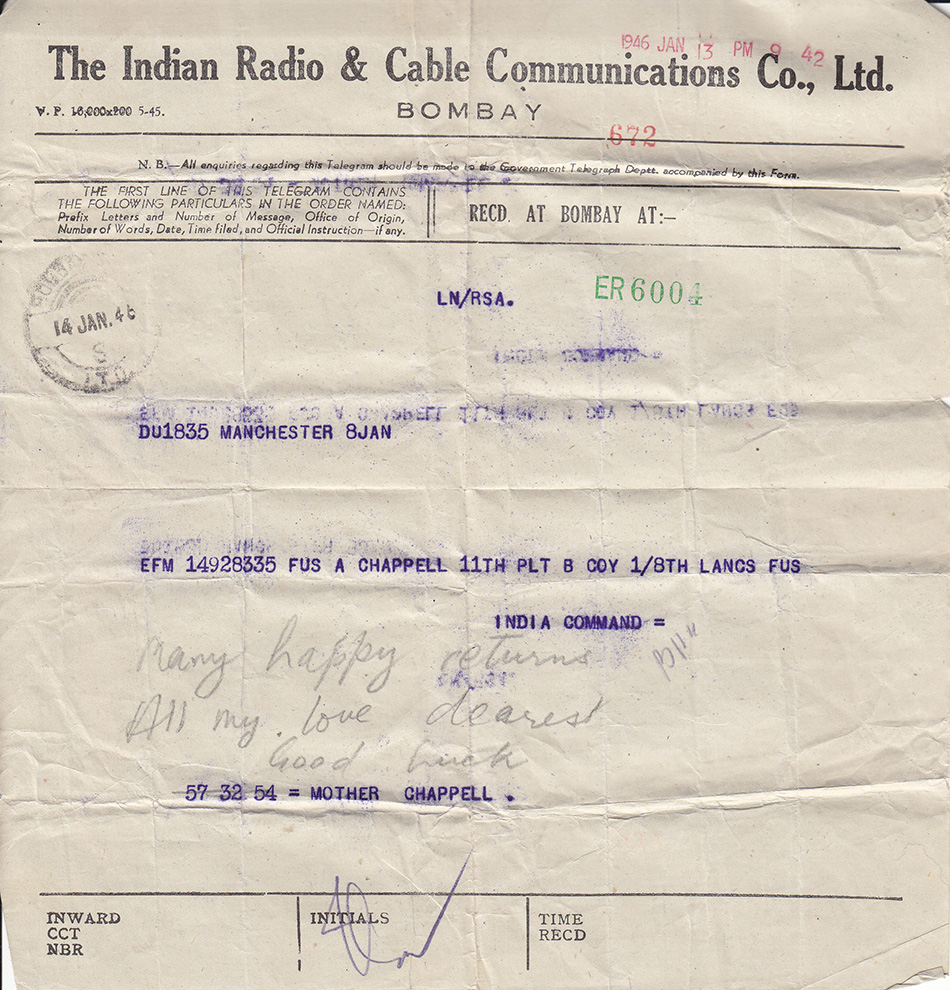 1946 JAN 13 PM 9 42
The Indian Radio & Cable Communications Co., Ltd.
W. P. 16,000x200 5-45.
BOMBAY
672
N. B.—All enquiries regarding this Telegram should be made to the Government Telegraph Deptt. accompanied by this Form.
THE FIRST LINE OF THIS TELEGRAM CONTAINS
THE FOLLOWING PARTICULARS IN THE ORDER NAMED:
Prefix Letters and Number of Message, Office of Origin,
Number of Words, Date, Time filed, and Official Instruction—if any.
RECD. AT BOMBAY AT:—
LN/RSA.
ER6004
14 JAN. 46
S
I.T.O.
DU1835 MANCHESTER 8JAN
EFM 14928335 FUS A CHAPPELL 11TH PLT B COY 1/8TH LANCS FUS
INDIA COMMAND =
Many happy returns
All my love dearest
Good Luck
57 32 54 = MOTHER CHAPPELL .
INWARD
CCT
NBR
INITIALS
TIME
RECD